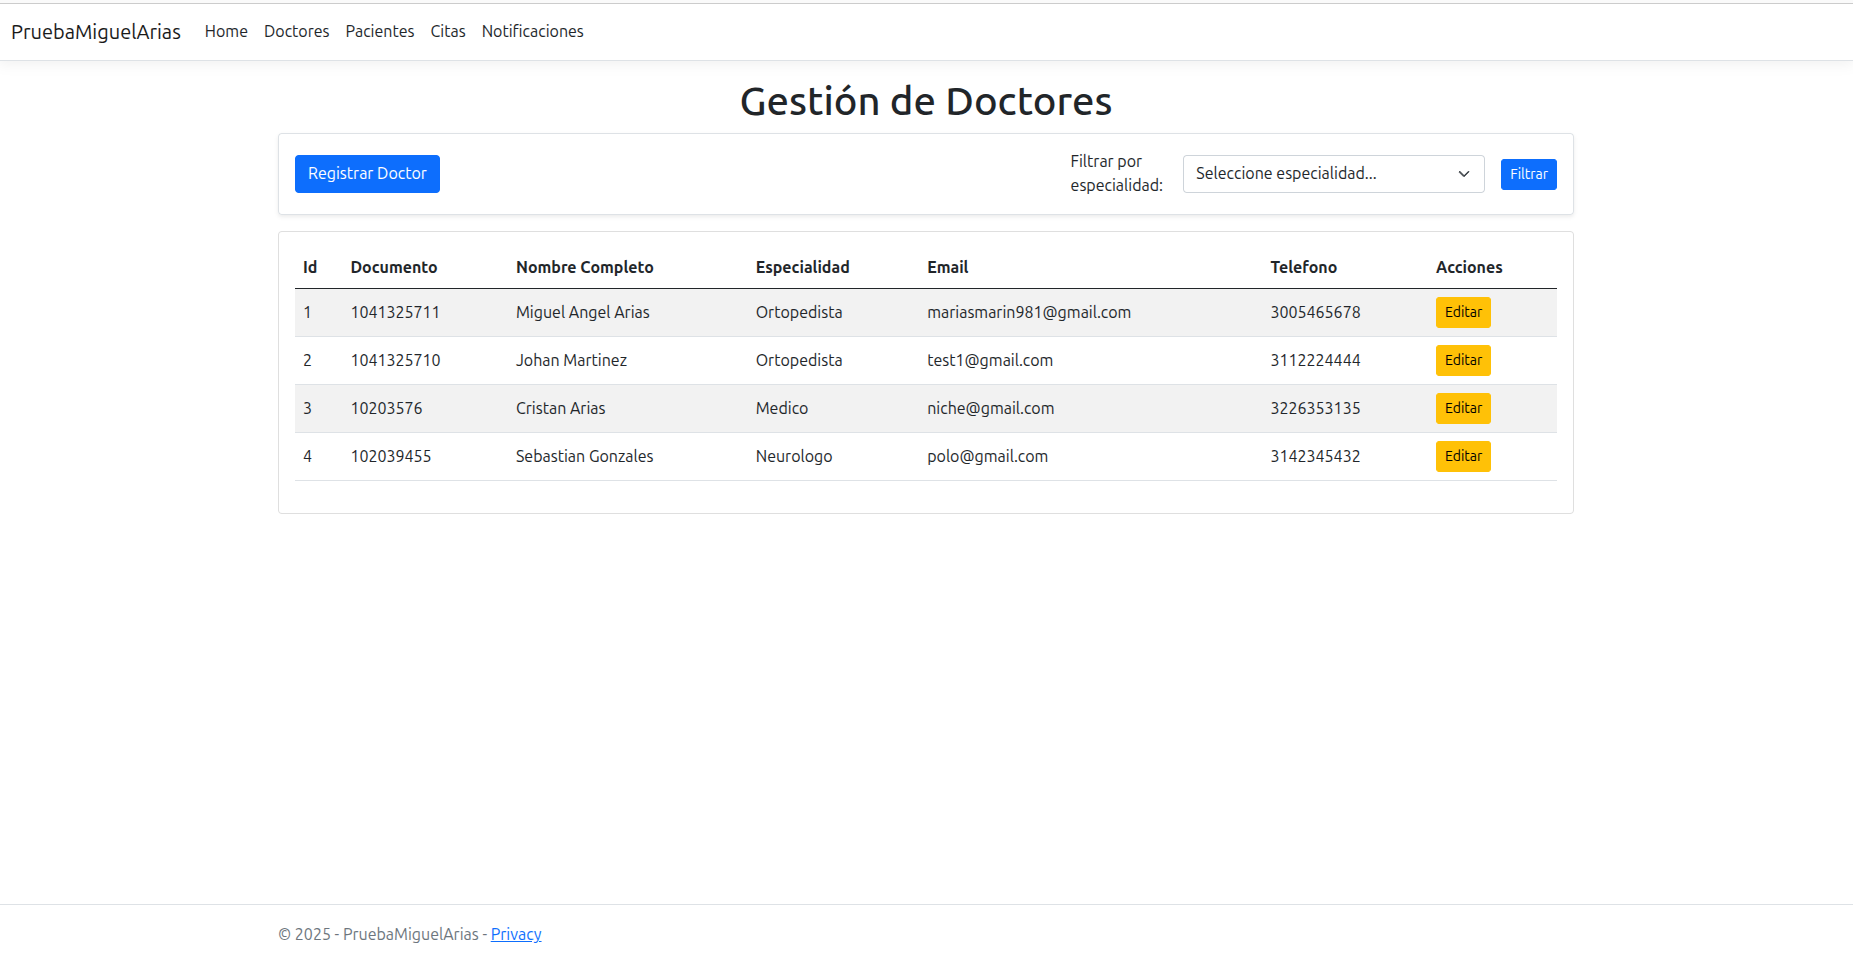 PruebaMiguelArias Home Doctores Pacientes Citas Notificaciones
Gestión de Doctores
Registrar Doctor
Filtrar por
especialidad:
Seleccione especialidad...
Filtrar
Id Documento Nombre Completo Especialidad Email Telefono Acciones
1 1041325711 Miguel Angel Arias Ortopedista mariasmarin981@gmail.com 3005465678 Editar
2 1041325710 Johan Martinez Ortopedista test1@gmail.com 3112224444 Editar
3 10203576 Cristan Arias Medico niche@gmail.com 3226353135 Editar
4 102039455 Sebastian Gonzales Neurologo polo@gmail.com 3142345432 Editar
© 2025 - PruebaMiguelArias - Privacy